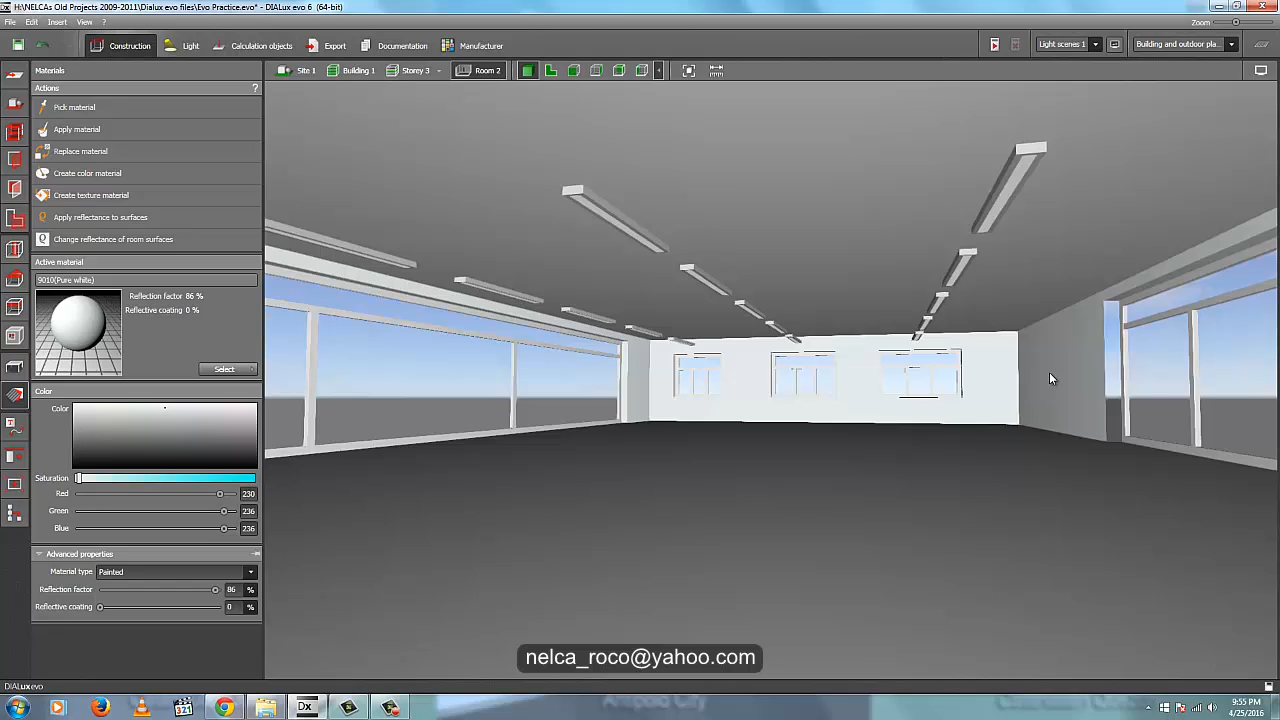 H:\NELCAs Old Projects 2009-2011\Dialux evo files\Evo Practice.evo* - DIALux evo 6 (64-bit)
File Edit Insert View ?
Zoom
Construction Light Calculation objects Export Documentation Manufacturer
Light scenes 1 Building and outdoor pla...
Materials
Site 1 Building 1 Storey 3 Room 2
Actions ?
Pick material
Apply material
Replace material
Create color material
Create texture material
Apply reflectance to surfaces
Change reflectance of room surfaces
Active material
9010(Pure white)
Reflection factor 86 %
Reflective coating 0 %
Select
Color
Color
Saturation
Red 230
Green 236
Blue 236
Advanced properties
Material type Painted
Reflection factor 86 %
Reflective coating 0 %
nelca_roco@yahoo.com
DIALux evo
321
Dx
9:55 PM
4/25/2016